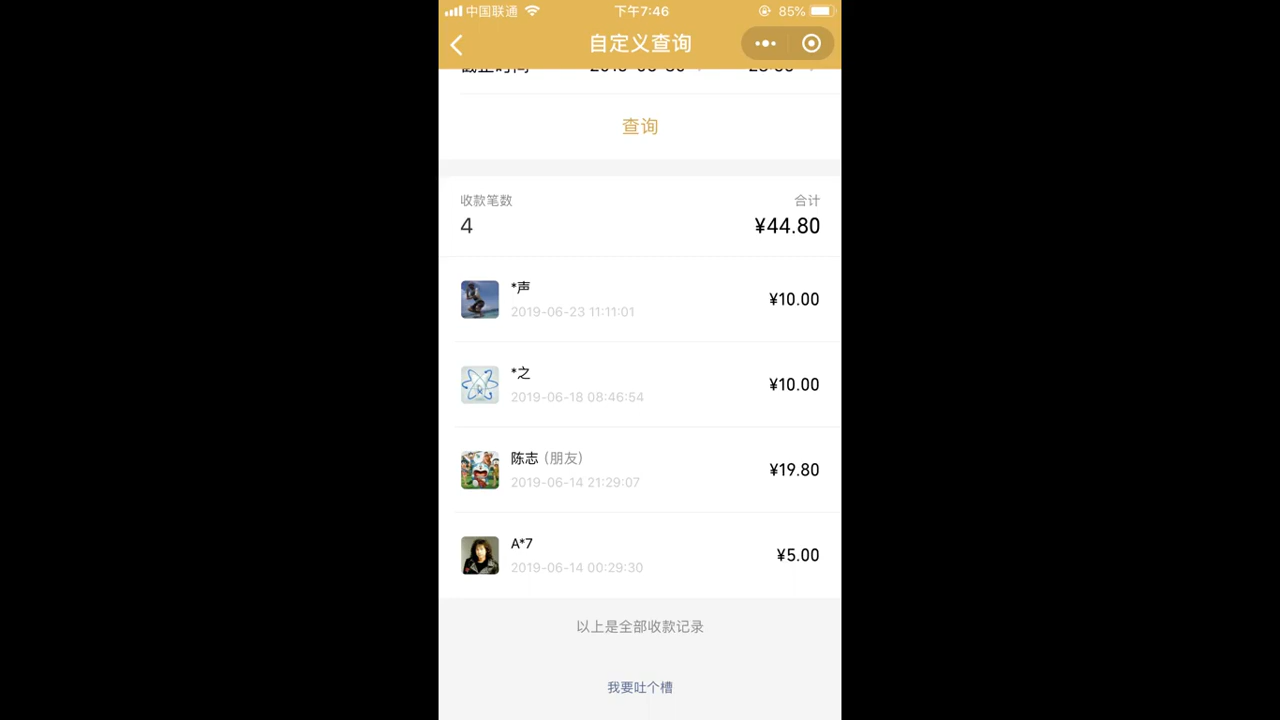 中国联通
下午7:46
85%
自定义查询
截止时间
查询
收款笔数 合计
4 ¥44.80
*声
2019-06-23 11:11:01
¥10.00
*之
2019-06-18 08:46:54
¥10.00
陈志 (朋友)
2019-06-14 21:29:07
¥19.80
A*7
2019-06-14 00:29:30
¥5.00
以上是全部收款记录
我要吐个槽